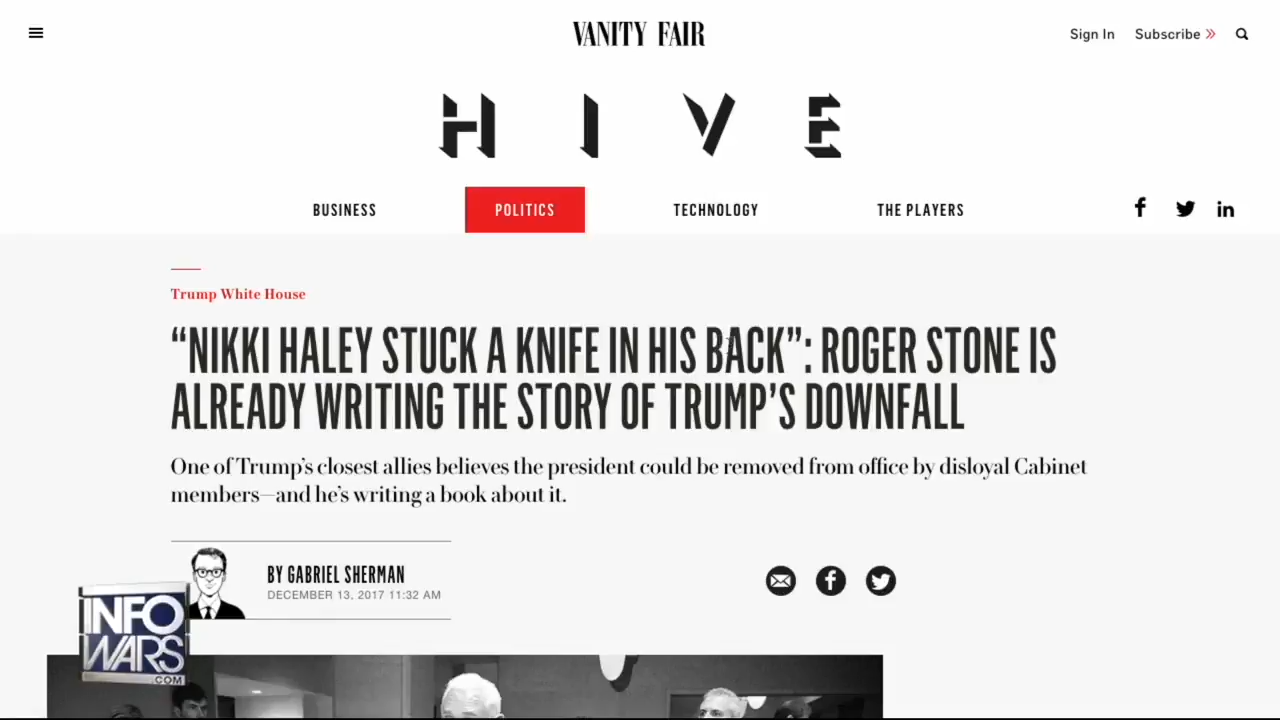 VANITY FAIR
Sign In
Subscribe
HIVE
BUSINESS
POLITICS
TECHNOLOGY
THE PLAYERS
Trump White House
“NIKKI HALEY STUCK A KNIFE IN HIS BACK”: ROGER STONE IS
ALREADY WRITING THE STORY OF TRUMP’S DOWNFALL
One of Trump’s closest allies believes the president could be removed from office by disloyal Cabinet
members—and he’s writing a book about it.
BY GABRIEL SHERMAN
DECEMBER 13, 2017 11:32 AM
INFO
WARS
.COM